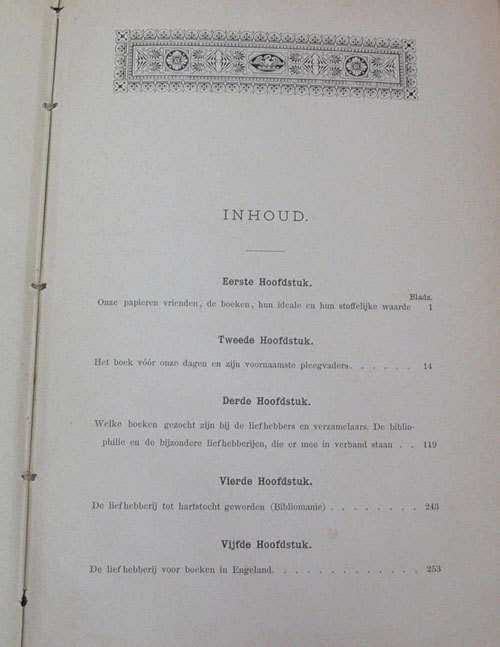 INHOUD.
Eerste Hoofdstuk.
Bladz.
Onze papieren vrienden, de boeken, hun ideale en hun stoffelijke waarde 1
Tweede Hoofdstuk.
Het boek vóór onze dagen en zijn voornaamste pleegvaders. . . . . . 14
Derde Hoofdstuk.
Welke boeken gezocht zijn bij de liefhebbers en verzamelaars. De biblio-
philie en de bijzondere liefhebberijen, die er mee in verband staan . . 119
Vierde Hoofdstuk.
De liefhebberij tot hartstocht geworden (Bibliomanie) . . . . . . . . 243
Vijfde Hoofdstuk.
De liefhebberij voor boeken in Engeland. . . . . . . . . . . . . 253